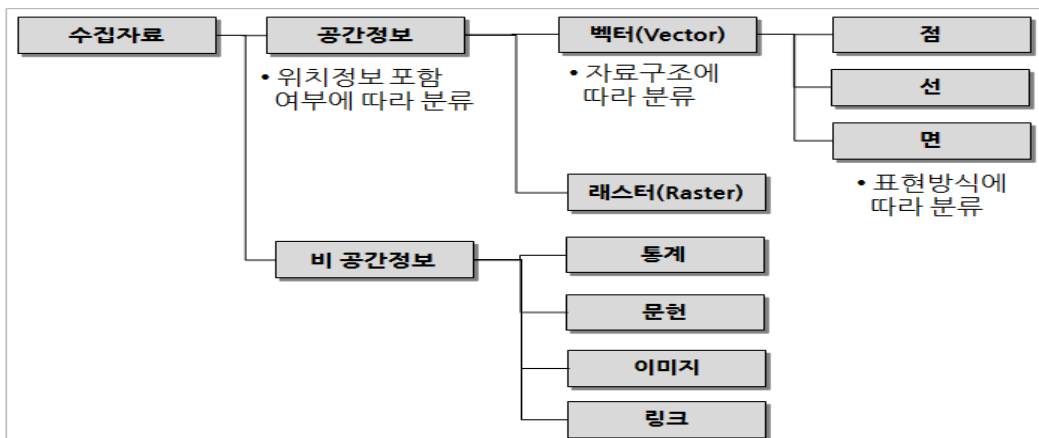 수집자료
공간정보
벡터(Vector)
점
• 위치정보 포함
여부에 따라 분류
• 자료구조에
따라 분류
선
면
• 표현방식에
따라 분류
래스터(Raster)
비 공간정보
통계
문헌
이미지
링크